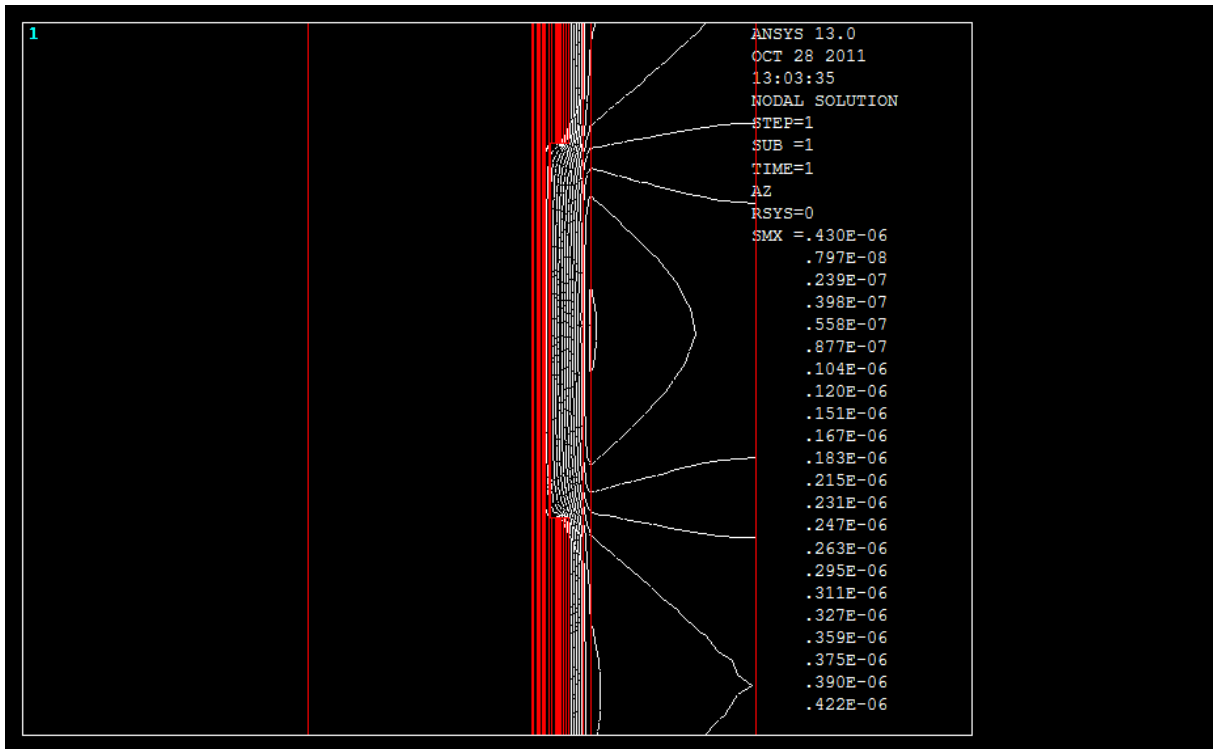 1
ANSYS 13.0
OCT 28 2011
13:03:35
NODAL SOLUTION
STEP=1
SUB =1
TIME=1
AZ
RSYS=0
SMX =.430E-06
.797E-08
.239E-07
.398E-07
.558E-07
.877E-07
.104E-06
.120E-06
.151E-06
.167E-06
.183E-06
.215E-06
.231E-06
.247E-06
.263E-06
.295E-06
.311E-06
.327E-06
.359E-06
.375E-06
.390E-06
.422E-06